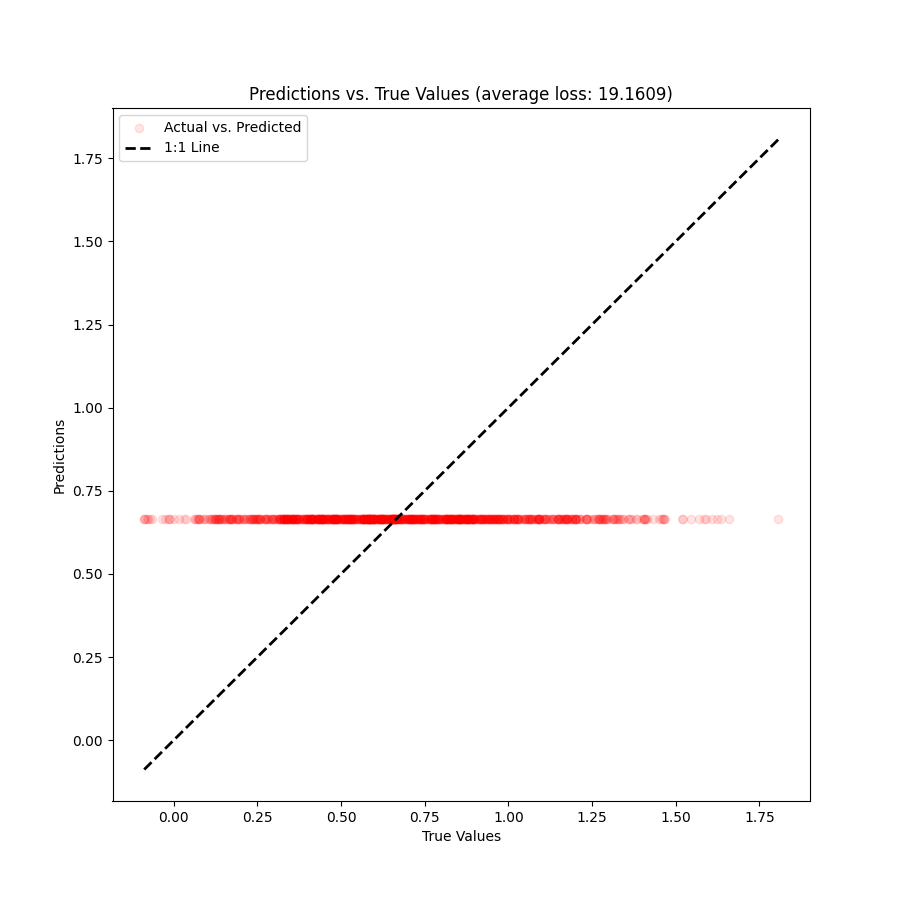 Predictions vs. True Values (average loss: 19.1609)
Actual vs. Predicted
1:1 Line
1.75
1.50
1.25
1.00
0.75
0.50
0.25
0.00
Predictions
0.00 0.25 0.50 0.75 1.00 1.25 1.50 1.75
True Values